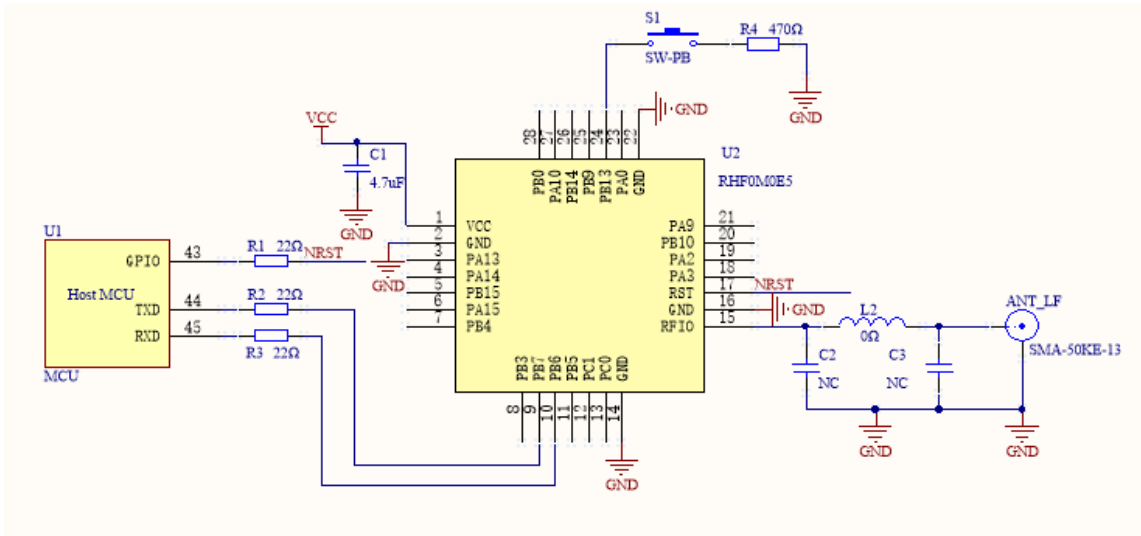 S1
R4 470Ω
SW-PB
GND
VCC
C1
4.7uF
GND
28
27
26
25
24
23
22
GND
PB0
PA10
PB14
PB9
PB13
PA0
GND
U2
RHF0M0E5
U1
Host MCU
GPIO 43
TXD 44
RXD 45
MCU
R1 22Ω
NRST
R2 22Ω
R3 22Ω
GND
1 VCC
2 GND
3 PA13
4 PA14
5 PB15
6 PA15
7 PB4
PA9 21
PB10 20
PA2 19
PA3 18
RST 17
GND 16
RFIO 15
NRST
GND
L2
0Ω
ANT_LF
SMA-50KE-13
C2
NC
C3
NC
GND
GND
PB3
PB7
PB6
PB5
PC1
PC0
GND
8
9
10
11
12
13
14
GND